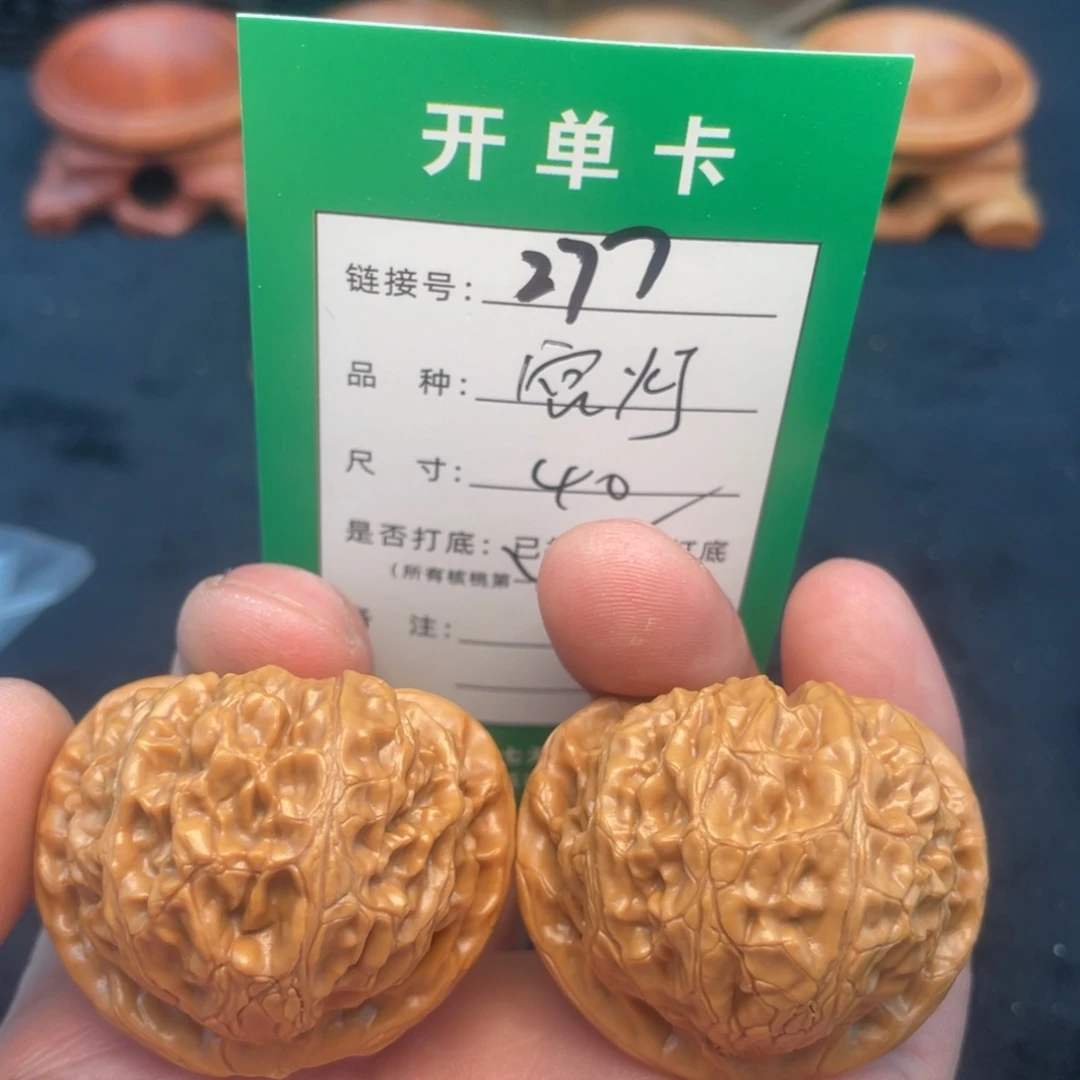 开单卡
链接号：277
品 种：宫灯
尺 寸：40
是否打底：已 打底
（所有核桃第一
注：